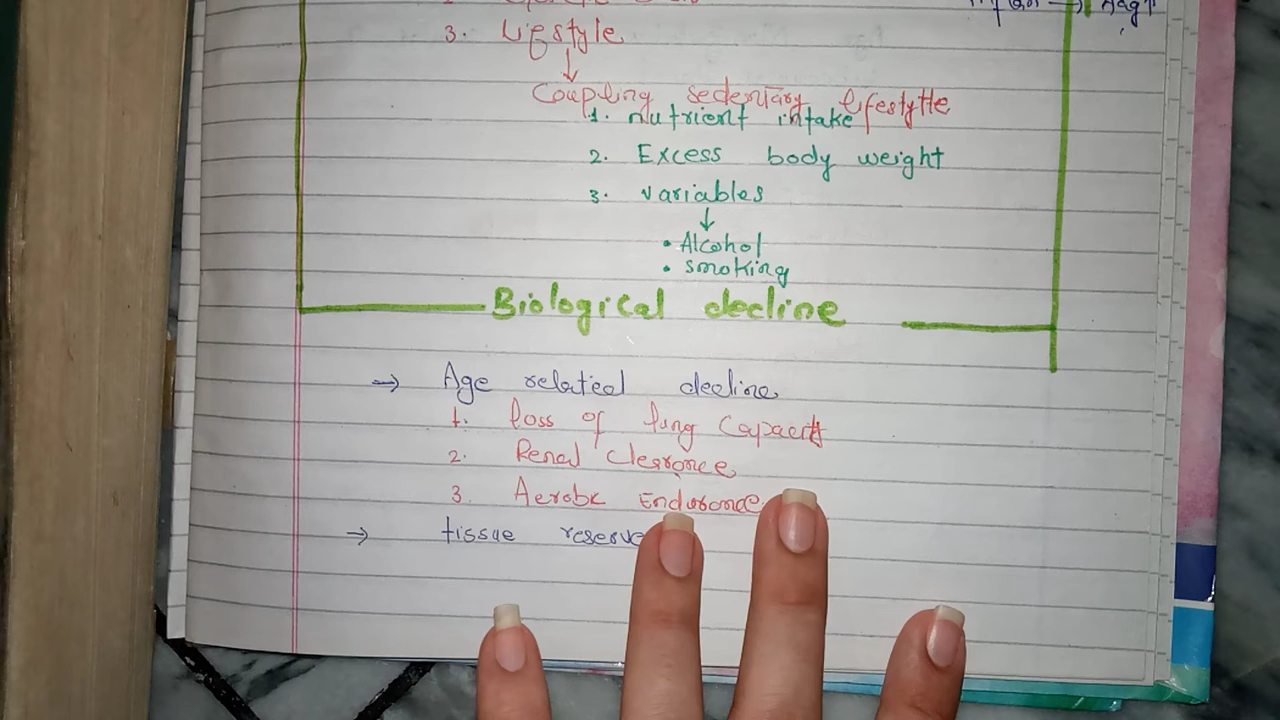 3. Lifestyle
↓
Coupling sedentary lifestytle
1. nutrient intake
2. Excess body weight
3. variables
↓
• Alcohol
• smoking
Biological decline
→ Age related decline
1. loss of lung Capacity
2. Renal Clearance
3. Aerobic Endurance
→ tissue reserve